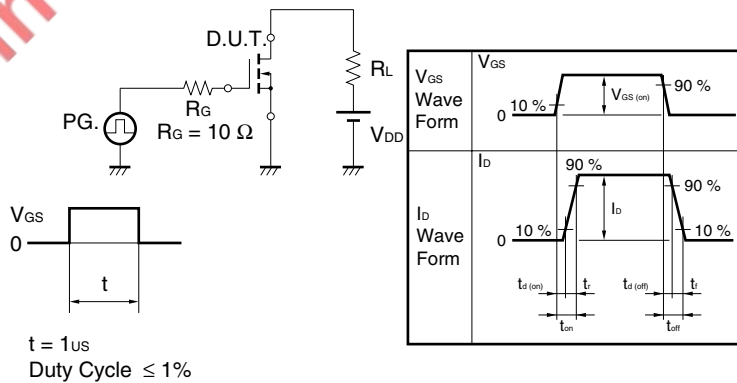 D.U.T.
RL
RG
PG.
RG = 10 Ω
VDD
VGS
0
t
t = 1us
Duty Cycle ≤ 1%
VGS
Wave
Form
VGS
10 %
0
VGS (on)
90 %
ID
Wave
Form
ID
90 %
90 %
ID
10 %
0
10 %
td (on)
tr
td (off)
tf
ton
toff